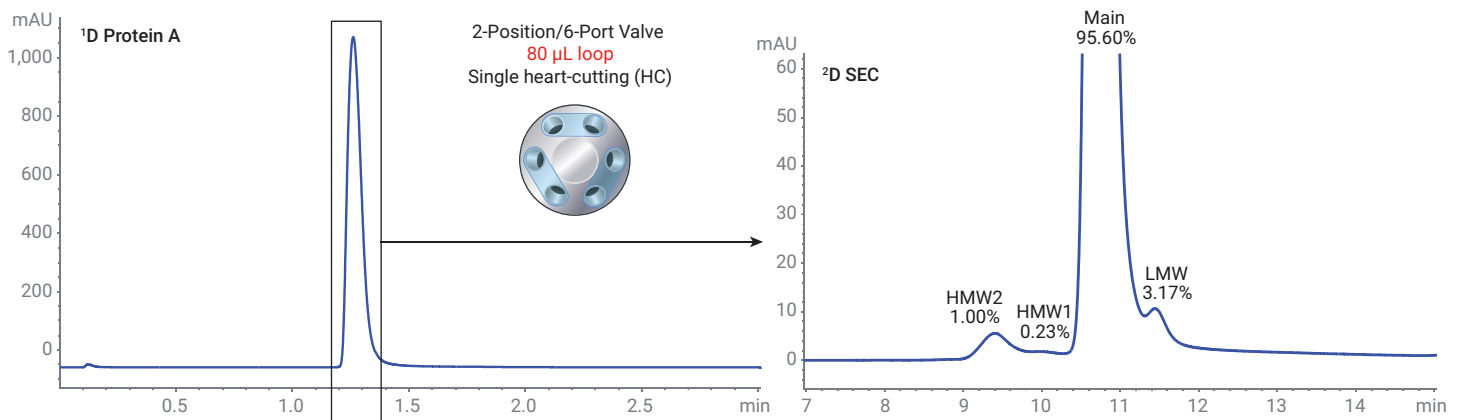 mAU
¹D Protein A
1,000
800
600
400
200
0
0.5
1.0
1.5
2.0
2.5
min
2-Position/6-Port Valve
80 µL loop
Single heart-cutting (HC)
mAU
²D SEC
60
50
40
30
20
10
0
Main
95.60%
HMW2
1.00%
HMW1
0.23%
LMW
3.17%
7
8
9
10
11
12
13
14
min